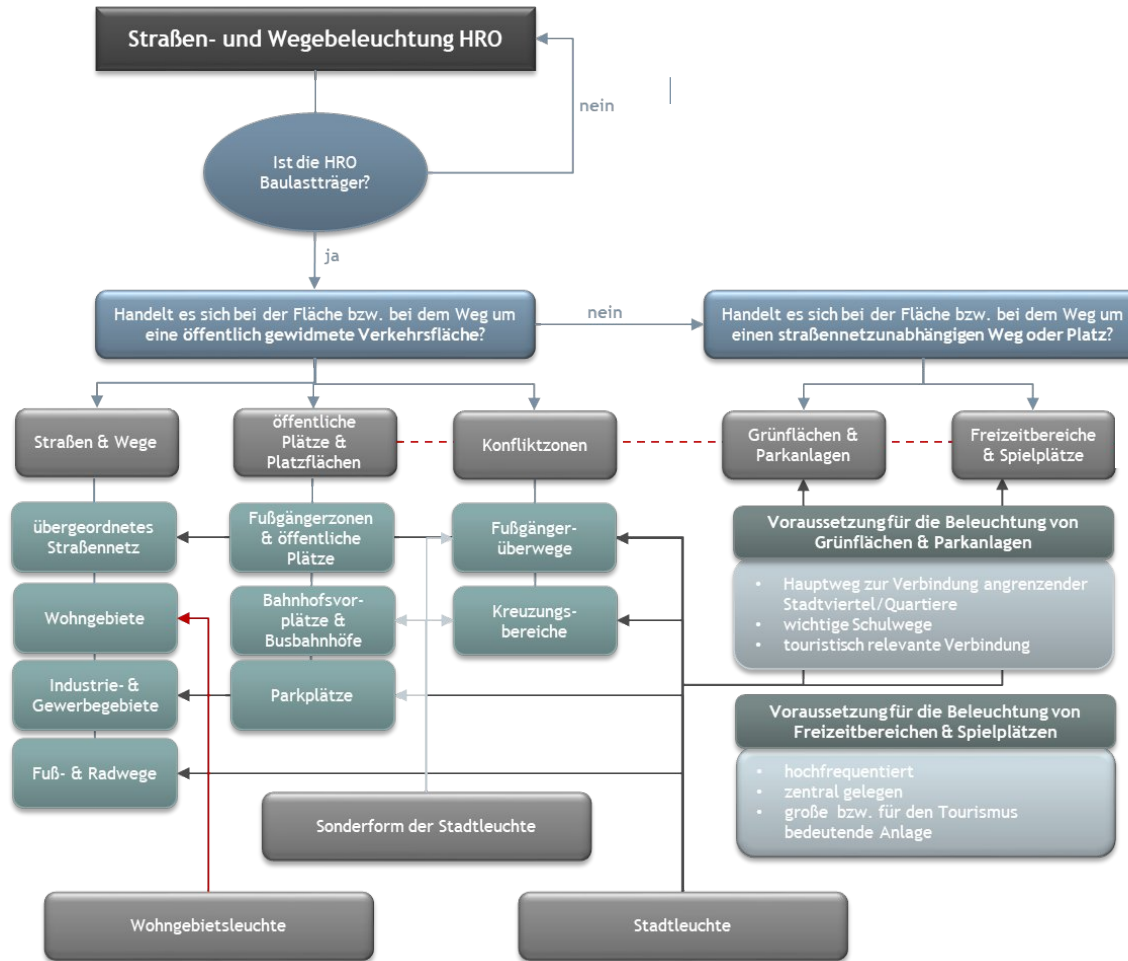 Straßen- und Wegebeleuchtung HRO
nein
Ist die HRO
Baulastträger?
ja
Handelt es sich bei der Fläche bzw. bei dem Weg um
eine öffentlich gewidmete Verkehrsfläche?
nein
Handelt es sich bei der Fläche bzw. bei dem Weg um
einen straßennetzunabhängigen Weg oder Platz?
Straßen & Wege
öffentliche
Plätze &
Platzflächen
Konfliktzonen
Grünflächen &
Parkanlagen
Freizeitbereiche
& Spielplätze
übergeordnetes
Straßennetz
Fußgängerzonen
& öffentliche
Plätze
Fußgänger-
überwege
Wohngebiete
Bahnhofsvor-
plätze &
Busbahnhöfe
Kreuzungs-
bereiche
Industrie- &
Gewerbegebiete
Parkplätze
Fuß- & Radwege
Voraussetzung für die Beleuchtung von
Grünflächen & Parkanlagen
• Hauptweg zur Verbindung angrenzender
Stadtviertel/Quartiere
• wichtige Schulwege
• touristisch relevante Verbindung
Voraussetzung für die Beleuchtung von
Freizeitbereichen & Spielplätzen
• hochfrequentiert
• zentral gelegen
• große bzw. für den Tourismus
bedeutende Anlage
Sonderform der Stadtleuchte
Wohngebietsleuchte
Stadtleuchte